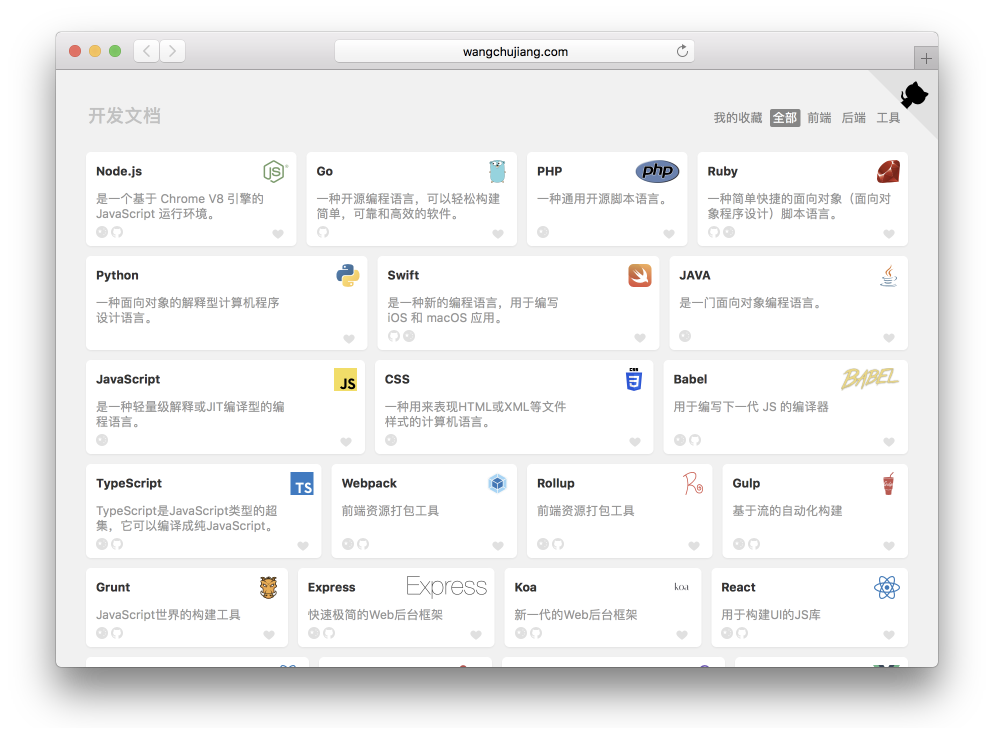 wangchujiang.com
开发文档
我的收藏 全部 前端 后端 工具
Node.js
JS
是一个基于 Chrome V8 引擎的
JavaScript 运行环境。
Go
一种开源编程语言，可以轻松构建
简单，可靠和高效的软件。
PHP
php
一种通用开源脚本语言。
Ruby
一种简单快捷的面向对象（面向对
象程序设计）脚本语言。
Python
一种面向对象的解释型计算机程序
设计语言。
Swift
是一种新的编程语言，用于编写
iOS 和 macOS 应用。
JAVA
是一门面向对象编程语言。
JavaScript
JS
是一种轻量级解释或JIT编译型的编
程语言。
CSS
CSS
3
一种用来表现HTML或XML等文件
样式的计算机语言。
Babel
BABEL
用于编写下一代 JS 的编译器
TypeScript
TS
TypeScript是JavaScript类型的超
集，它可以编译成纯JavaScript。
Webpack
前端资源打包工具
Rollup
R
前端资源打包工具
Gulp
基于流的自动化构建
Grunt
JavaScript世界的构建工具
Express
Express
快速极简的Web后台框架
Koa
koa
新一代的Web后台框架
React
用于构建UI的JS库